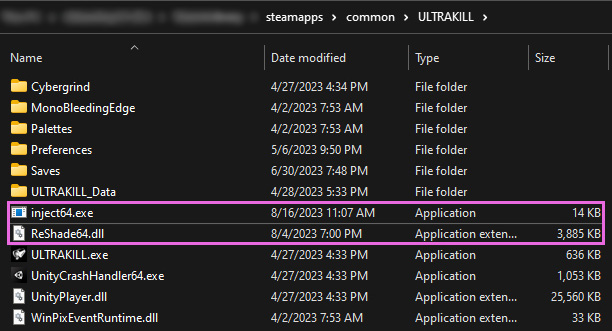 steamapps > common > ULTRAKILL >
Name Date modified Type Size
Cybergrind 4/27/2023 4:34 PM File folder
MonoBleedingEdge 4/2/2023 7:53 AM File folder
Palettes 4/2/2023 7:53 AM File folder
Preferences 5/6/2023 9:50 PM File folder
Saves 6/30/2023 7:48 PM File folder
ULTRAKILL_Data 4/28/2023 5:33 PM File folder
inject64.exe 8/16/2023 11:07 AM Application 14 KB
ReShade64.dll 8/4/2023 7:00 PM Application exten... 3,885 KB
ULTRAKILL.exe 4/27/2023 4:33 PM Application 636 KB
UnityCrashHandler64.exe 4/27/2023 4:33 PM Application 1,053 KB
UnityPlayer.dll 4/27/2023 4:33 PM Application exten... 25,560 KB
WinPixEventRuntime.dll 4/2/2023 7:53 AM Application exten... 33 KB